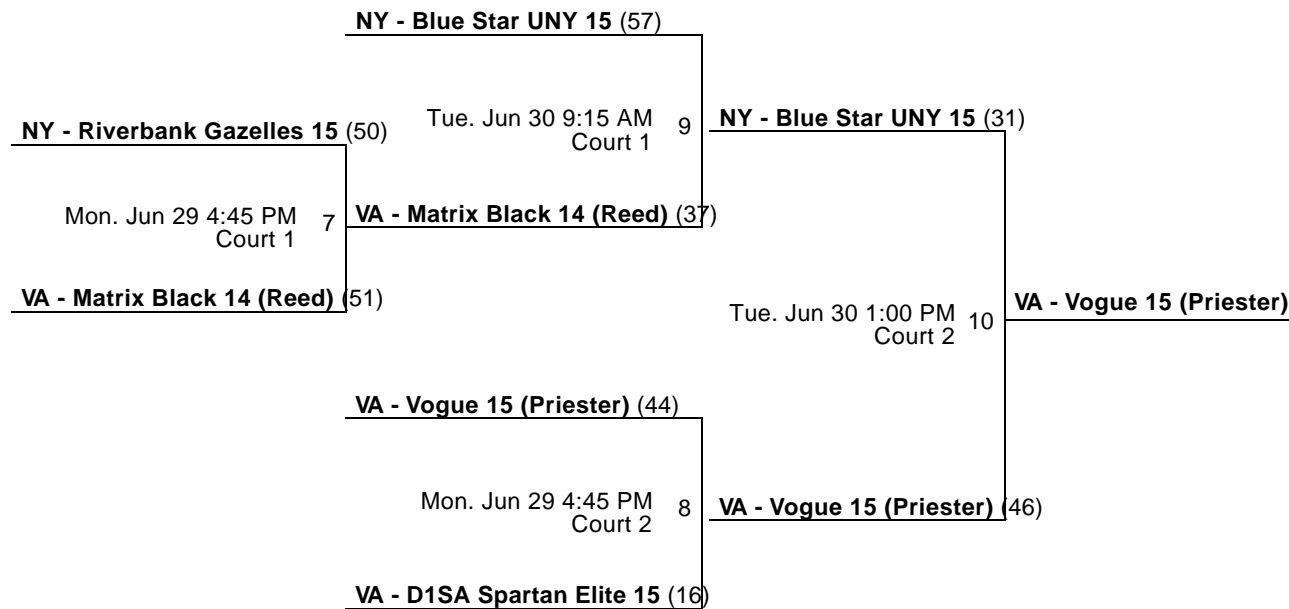 NY - Blue Star UNY 15 (57)
Tue. Jun 30 9:15 AM
Court 1
9
NY - Riverbank Gazelles 15 (50)
NY - Blue Star UNY 15 (31)
Mon. Jun 29 4:45 PM
Court 1
7
VA - Matrix Black 14 (Reed) (37)
VA - Matrix Black 14 (Reed) (51)
Tue. Jun 30 1:00 PM
Court 2
10
VA - Vogue 15 (Priester)
VA - Vogue 15 (Priester) (44)
Mon. Jun 29 4:45 PM
Court 2
8
VA - Vogue 15 (Priester) (46)
VA - D1SA Spartan Elite 15 (16)